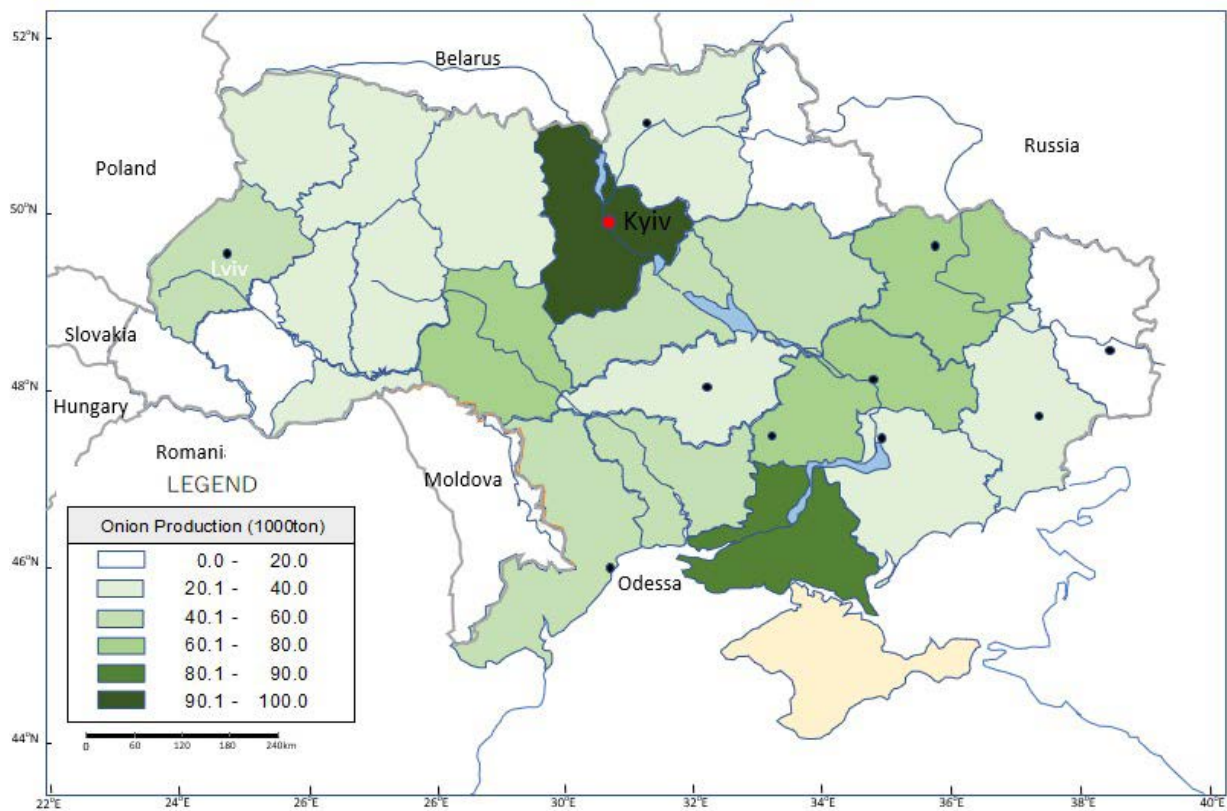 52°N
Belarus
Russia
Poland
50°N
Kyiv
Lviv
Slovakia
48°N
Hungary
Romani
Moldova
LEGEND
Onion Production (1000ton)
0.0 - 20.0
20.1 - 40.0
40.1 - 60.0
60.1 - 80.0
80.1 - 90.0
90.1 - 100.0
46°N
Odessa
44°N
0 60 120 180 240km
22°E 24°E 26°E 26°E 30°E 32°E 34°E 36°E 38°E 40°E